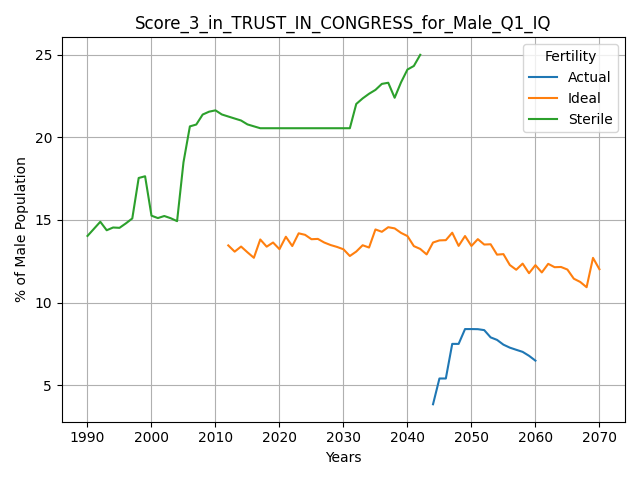 Score_3_in_TRUST_IN_CONGRESS_for_Male_Q1_IQ
Fertility
Actual
Ideal
Sterile
% of Male Population
25
20
15
10
5
1990 2000 2010 2020 2030 2040 2050 2060 2070
Years